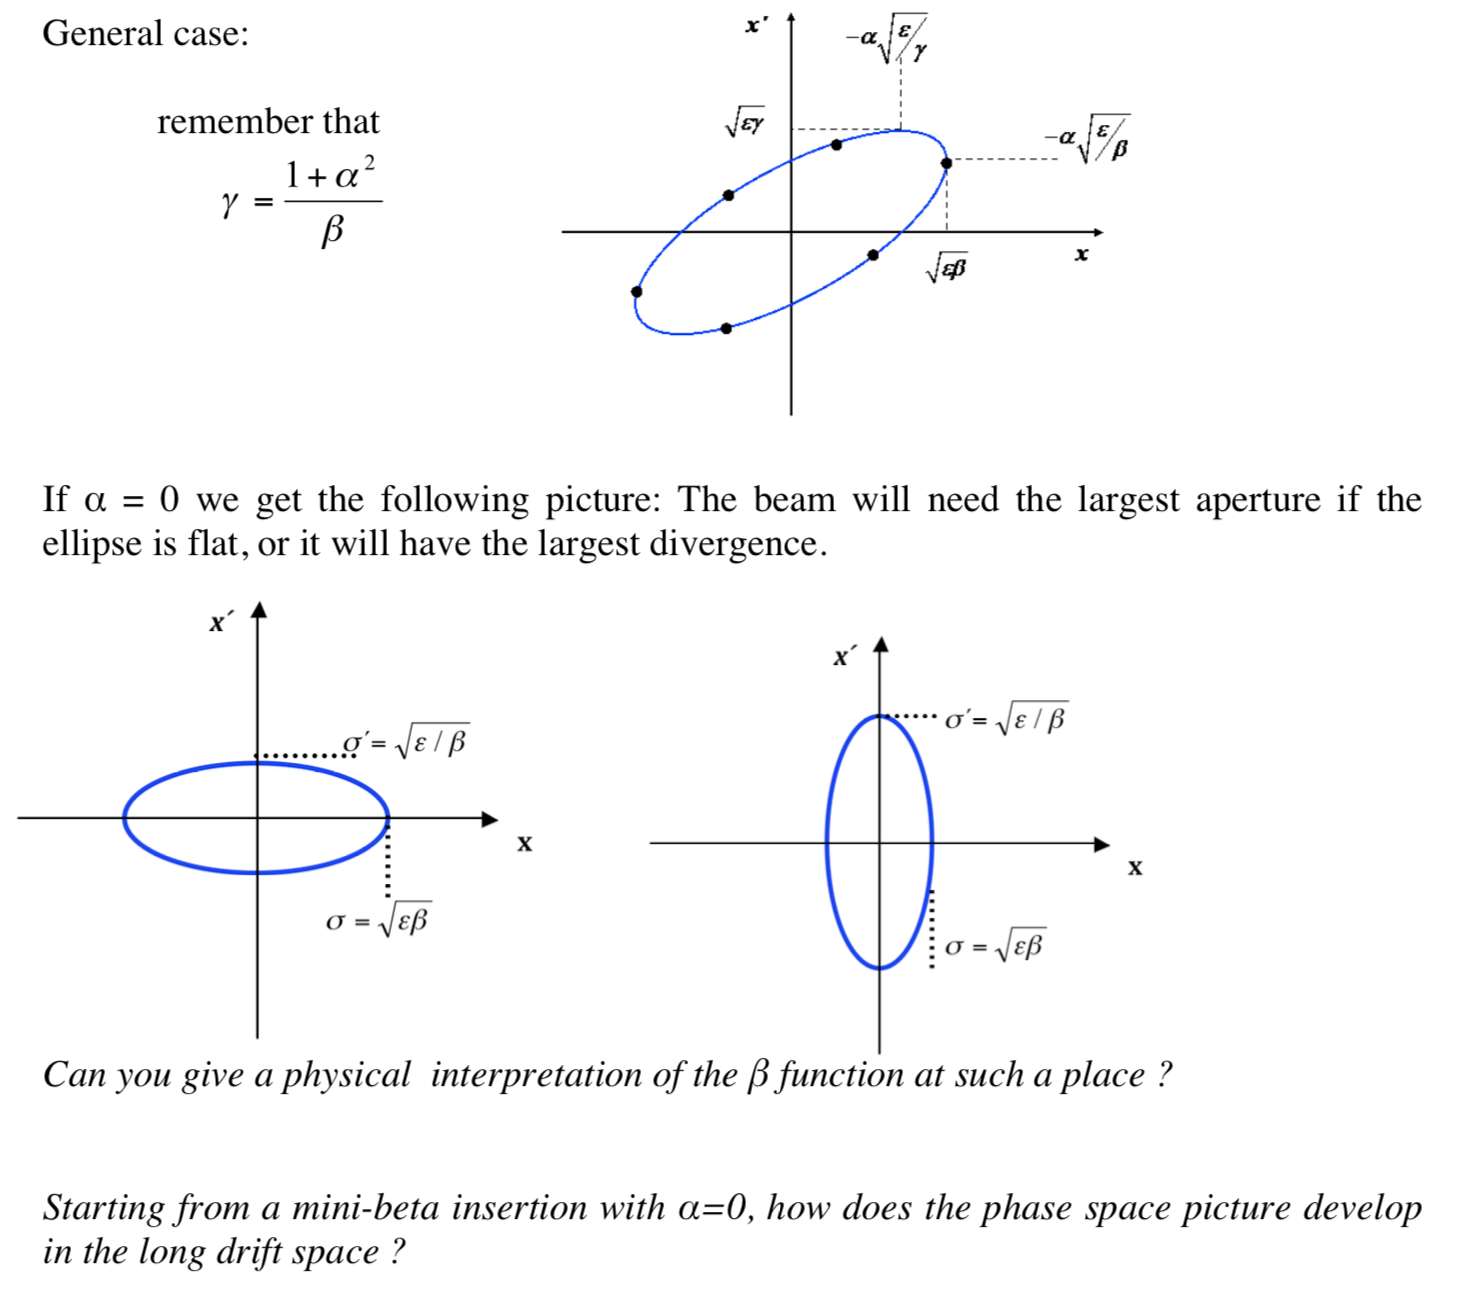 General case:
x′
−α√ε/γ
remember that
√εγ
−α√ε/β
γ = (1 + α²)/β
√εβ
x
If α = 0 we get the following picture: The beam will need the largest aperture if the
ellipse is flat, or it will have the largest divergence.
x´
x´
σ´= √ε / β
σ´= √ε / β
x
x
σ = √εβ
σ = √εβ
Can you give a physical interpretation of the β function at such a place ?
Starting from a mini-beta insertion with α=0, how does the phase space picture develop
in the long drift space ?